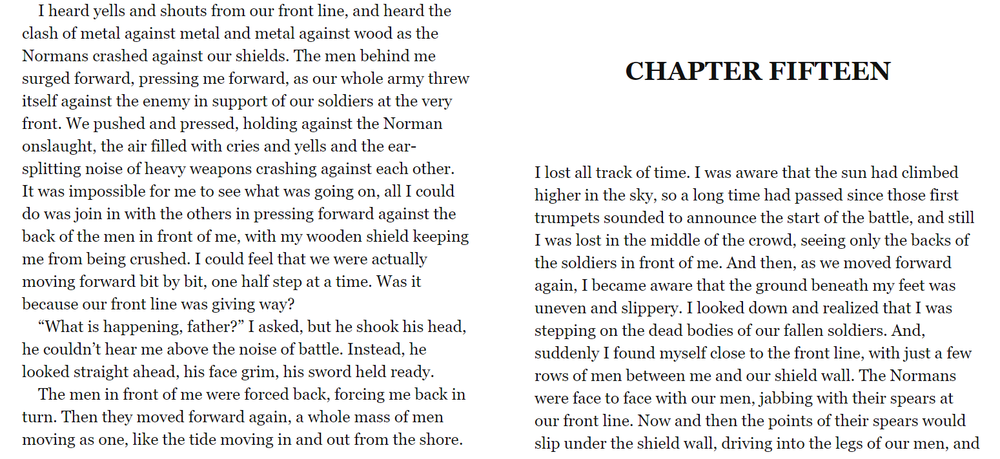 I heard yells and shouts from our front line, and heard the
clash of metal against metal and metal against wood as the
Normans crashed against our shields. The men behind me
surged forward, pressing me forward, as our whole army threw
itself against the enemy in support of our soldiers at the very
front. We pushed and pressed, holding against the Norman
onslaught, the air filled with cries and yells and the ear-
splitting noise of heavy weapons crashing against each other.
It was impossible for me to see what was going on, all I could
do was join in with the others in pressing forward against the
back of the men in front of me, with my wooden shield keeping
me from being crushed. I could feel that we were actually
moving forward bit by bit, one half step at a time. Was it
because our front line was giving way?
“What is happening, father?” I asked, but he shook his head,
he couldn’t hear me above the noise of battle. Instead, he
looked straight ahead, his face grim, his sword held ready.
The men in front of me were forced back, forcing me back in
turn. Then they moved forward again, a whole mass of men
moving as one, like the tide moving in and out from the shore.
CHAPTER FIFTEEN
I lost all track of time. I was aware that the sun had climbed
higher in the sky, so a long time had passed since those first
trumpets sounded to announce the start of the battle, and still
I was lost in the middle of the crowd, seeing only the backs of
the soldiers in front of me. And then, as we moved forward
again, I became aware that the ground beneath my feet was
uneven and slippery. I looked down and realized that I was
stepping on the dead bodies of our fallen soldiers. And,
suddenly I found myself close to the front line, with just a few
rows of men between me and our shield wall. The Normans
were face to face with our men, jabbing with their spears at
our front line. Now and then the points of their spears would
slip under the shield wall, driving into the legs of our men, and